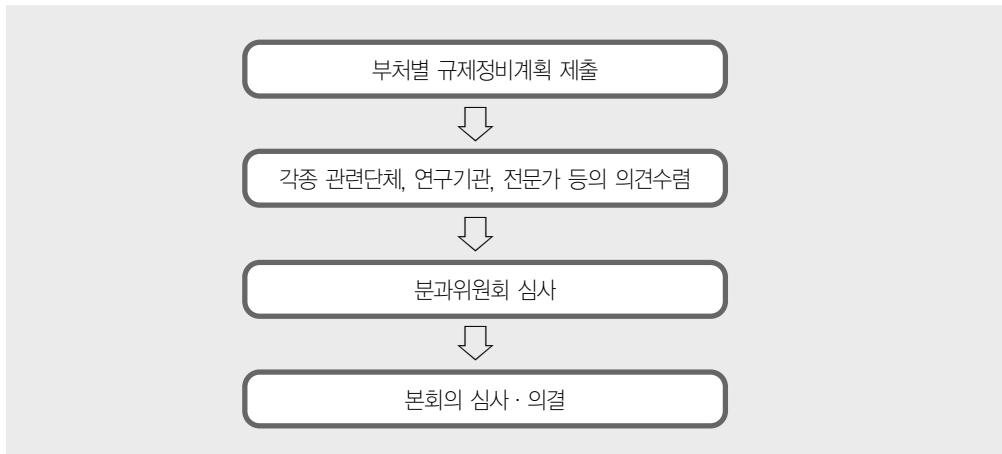 부처별 규제정비계획 제출
각종 관련단체, 연구기관, 전문가 등의 의견수렴
분과위원회 심사
본회의 심사·의결